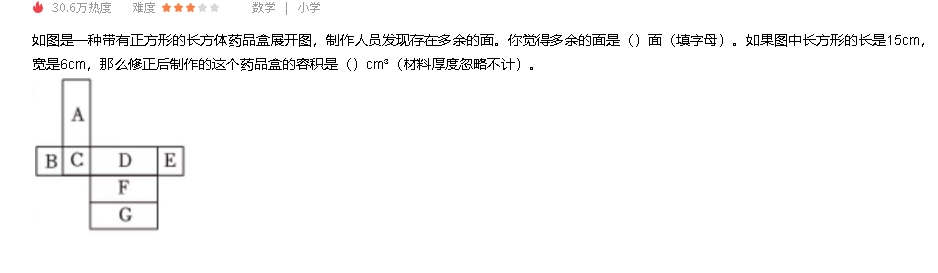 30.6万热度 难度 数学 | 小学
如图是一种带有正方形的长方体药品盒展开图，制作人员发现存在多余的面。你觉得多余的面是（）面（填字母）。如果图中长方形的长是15cm，
宽是6cm，那么修正后制作的这个药品盒的容积是（）cm³（材料厚度忽略不计）。
A
B C D E
F
G